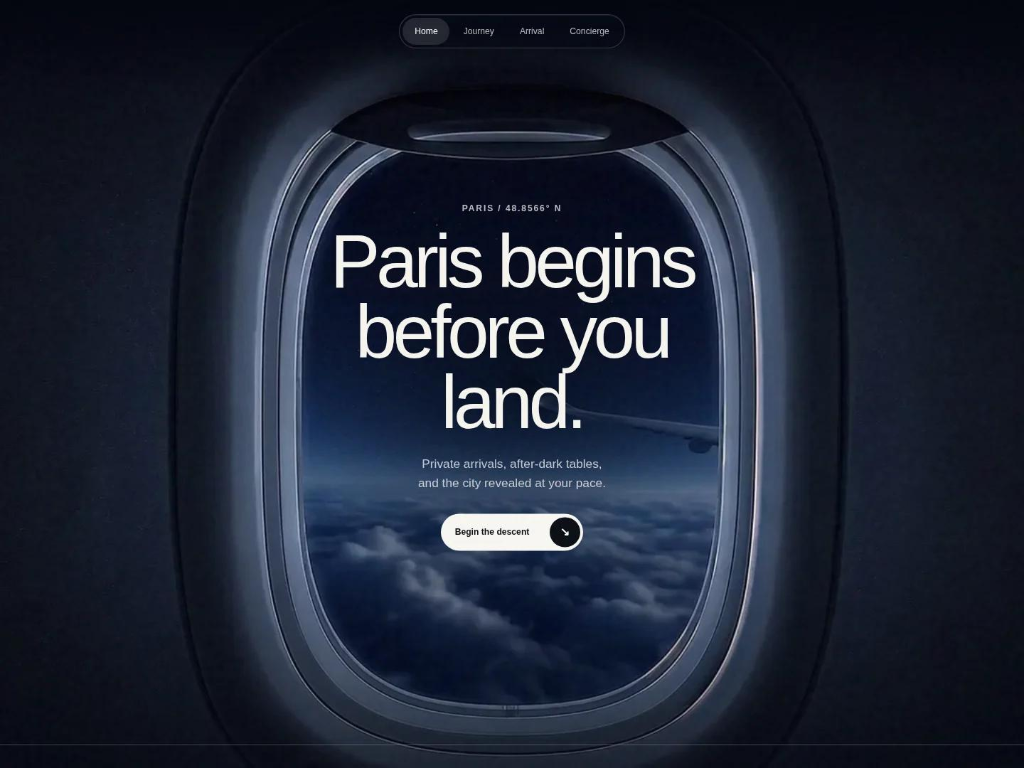 Home Journey Arrival Concierge
PARIS / 48.8566° N
Paris begins
before you
land.
Private arrivals, after-dark tables,
and the city revealed at your pace.
Begin the descent ↘